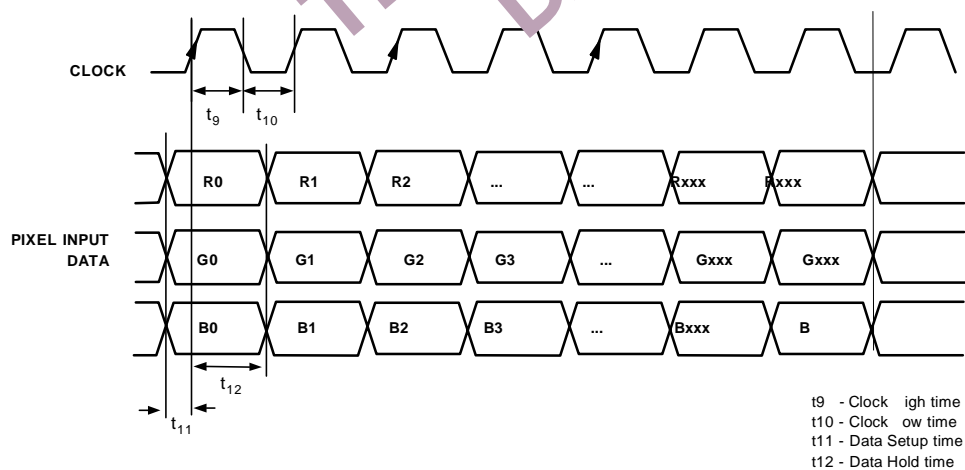 CLOCK
t9
t10
R0 R1 R2 ... ... Rxxx Rxxx
PIXEL INPUT
DATA
G0 G1 G2 G3 ... Gxxx Gxxx
B0 B1 B2 B3 ... Bxxx B
t12
t11
t9 - Clock igh time
t10 - Clock ow time
t11 - Data Setup time
t12 - Data Hold time